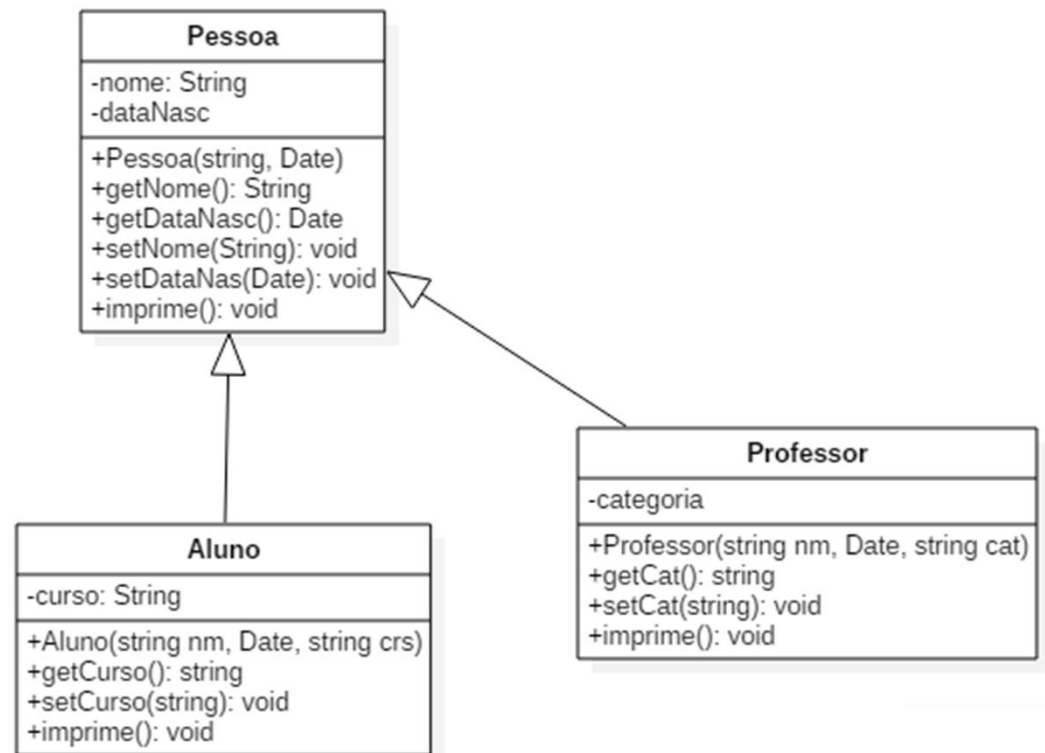 Pessoa
-nome: String
-dataNasc
+Pessoa(string, Date)
+getNome(): String
+getDataNasc(): Date
+setNome(String): void
+setDataNas(Date): void
+imprime(): void
Professor
-categoria
+Professor(string nm, Date, string cat)
+getCat(): string
+setCat(string): void
+imprime(): void
Aluno
-curso: String
+Aluno(string nm, Date, string crs)
+getCurso(): string
+setCurso(string): void
+imprime(): void